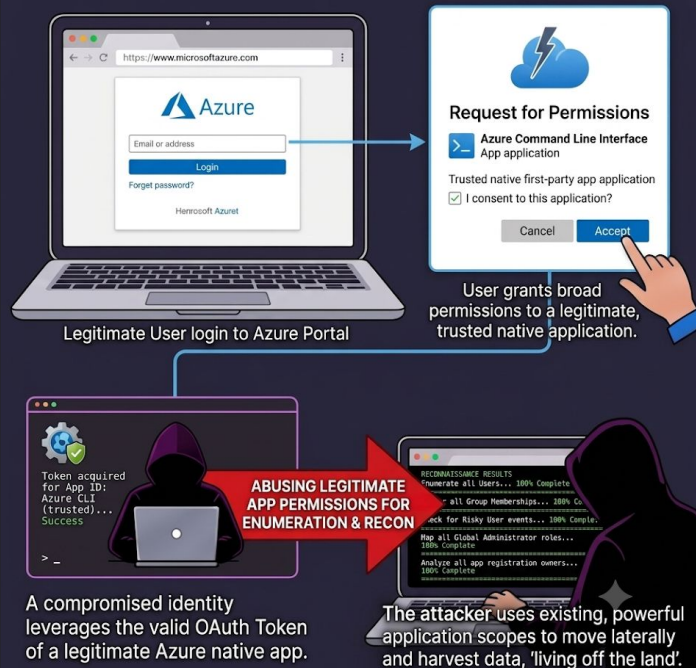 https://www.microsoftazure.com
Azure
Email or address
Login
Forget password?
Henrosoft Azuret
Legitimate User login to Azure Portal
Request for Permissions
>_
Azure Command Line Interface
App application
Trusted native first-party app application
I consent to this application?
Cancel
Accept
User grants broad
permissions to a legitimate,
trusted native application.
Token acquired
for App ID:
Azure CLI
(trusted)...
Success
> _
A compromised identity
leverages the valid OAuth Token
of a legitimate Azure native app.
ABUSING LEGITIMATE
APP PERMISSIONS FOR
ENUMERATION & RECON
RECONNAISSANCE RESULTS
Enumerate all Users... 100% Complete
all Group Memberships...
eck for Risky User events... 100% Comple.
Map all Global Administrator roles...
Analyze all app registration owners...
The attacker uses existing, powerful
application scopes to move laterally
and harvest data, 'living off the land'.